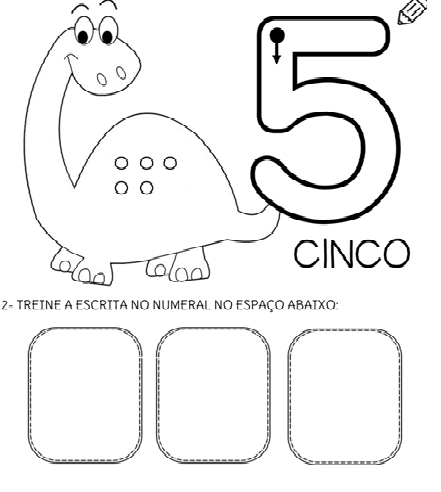 5
CINCO
2- TREINE A ESCRITA NO NUMERAL NO ESPAÇO ABAIXO: